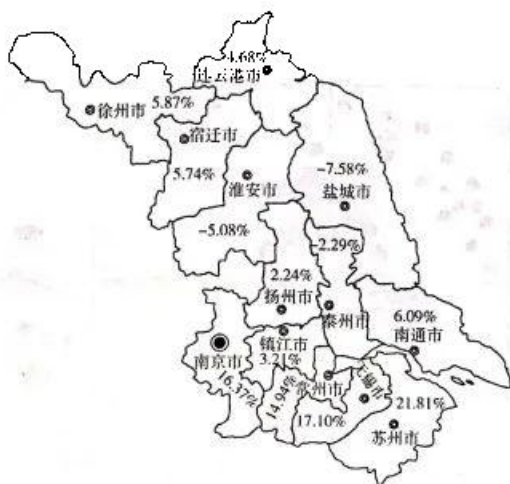 4.68%
连云港市
徐州市
5.87%
宿迁市
5.74%
淮安市
-7.58%
盐城市
-5.08%
-2.29%
2.24%
扬州市
泰州市
6.09%
南通市
镇江市
3.21%
南京市
16.37%
14.94%
常州市
无锡市
17.10%
21.81%
苏州市